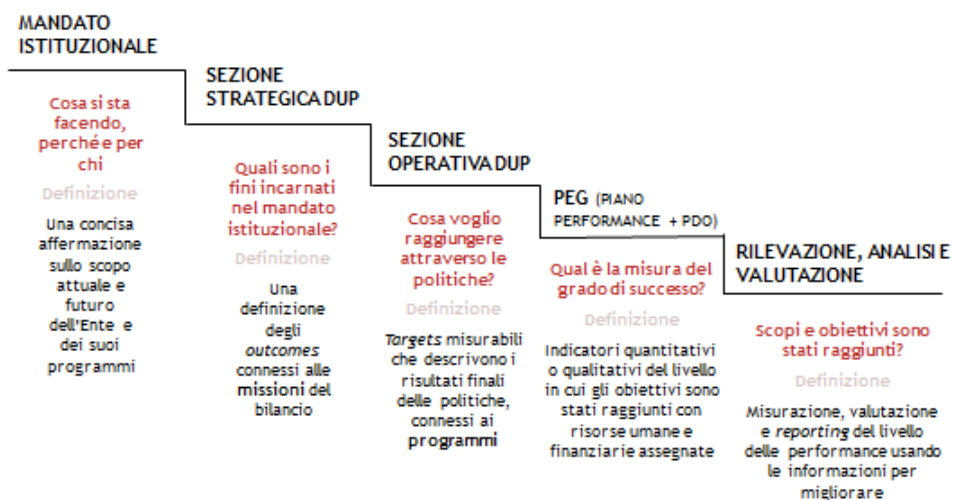 MANDATO
ISTITUZIONALE
Cosa si sta
facendo,
perché e per
chi
Definizione
Una concisa
affermazione
sullo scopo
attuale e
futuro
dell'Ente e
dei suoi
programmi
SEZIONE
STRATEGICA DUP
Quali sono i
fini incarnati
nel mandato
istituzionale?
Definizione
Una
definizione
degli
outcomes
connessi alle
missioni del
bilancio
SEZIONE
OPERATIVA DUP
Cosa voglio
raggiungere
attraverso le
politiche?
Definizione
Targets misurabili
che descrivono i
risultati finali
delle politiche,
connessi ai
programmi
PEG (PIANO
PERFORMANCE + PDO)
Qual è la misura del
grado di successo?
Definizione
Indicatori quantitativi
o qualitativi del livello
in cui gli obiettivi sono
stati raggiunti con
risorse umane e
finanziarie assegnate
RILEVAZIONE, ANALISI E
VALUTAZIONE
Scopi e obiettivi sono
stati raggiunti?
Definizione
Misurazione, valutazione
e reporting del livello
delle performance usando
le informazioni per
migliorare